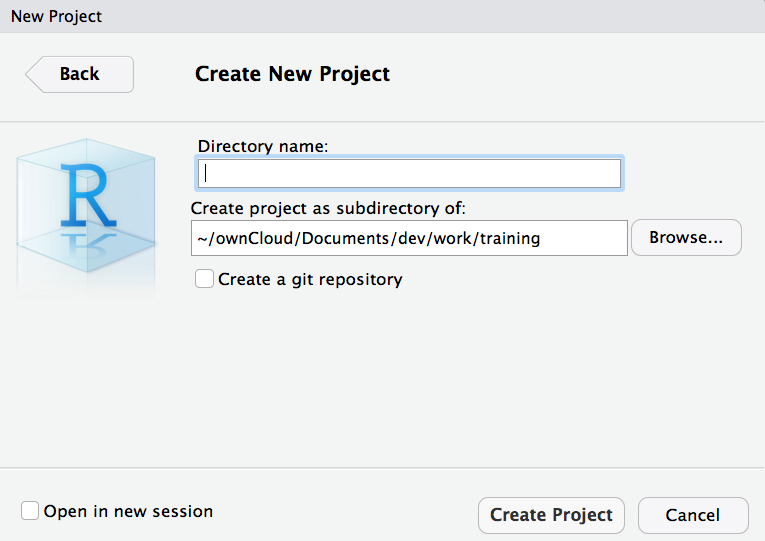 New Project
Back
Create New Project
R
Directory name:
Create project as subdirectory of:
~/ownCloud/Documents/dev/work/training
Browse...
Create a git repository
Open in new session
Create Project
Cancel